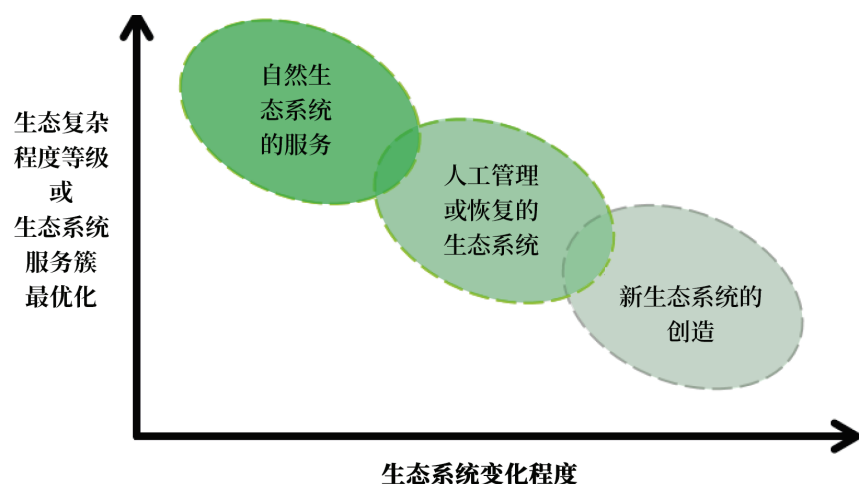 生态复杂
程度等级
或
生态系统
服务簇
最优化
自然生
态系统
的服务
人工管理
或恢复的
生态系统
新生态系统的
创造
生态系统变化程度